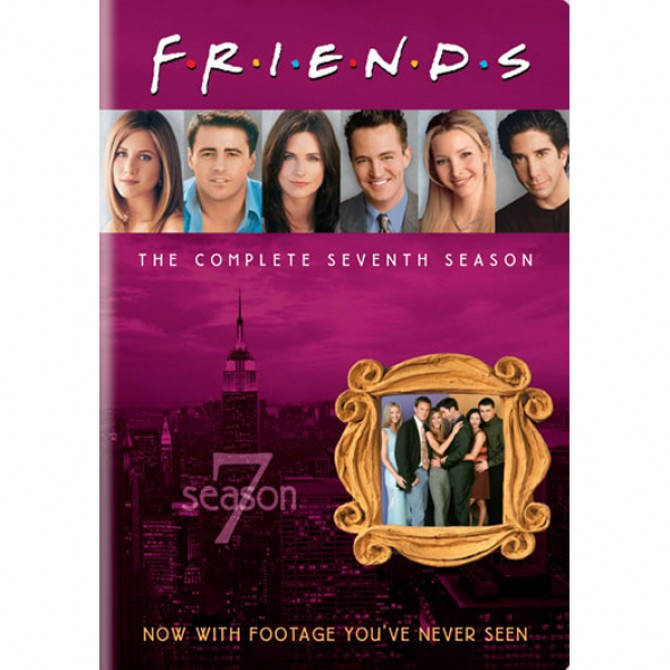 F·R·I·E·N·D·S
THE COMPLETE SEVENTH SEASON
season 7
NOW WITH FOOTAGE YOU'VE NEVER SEEN